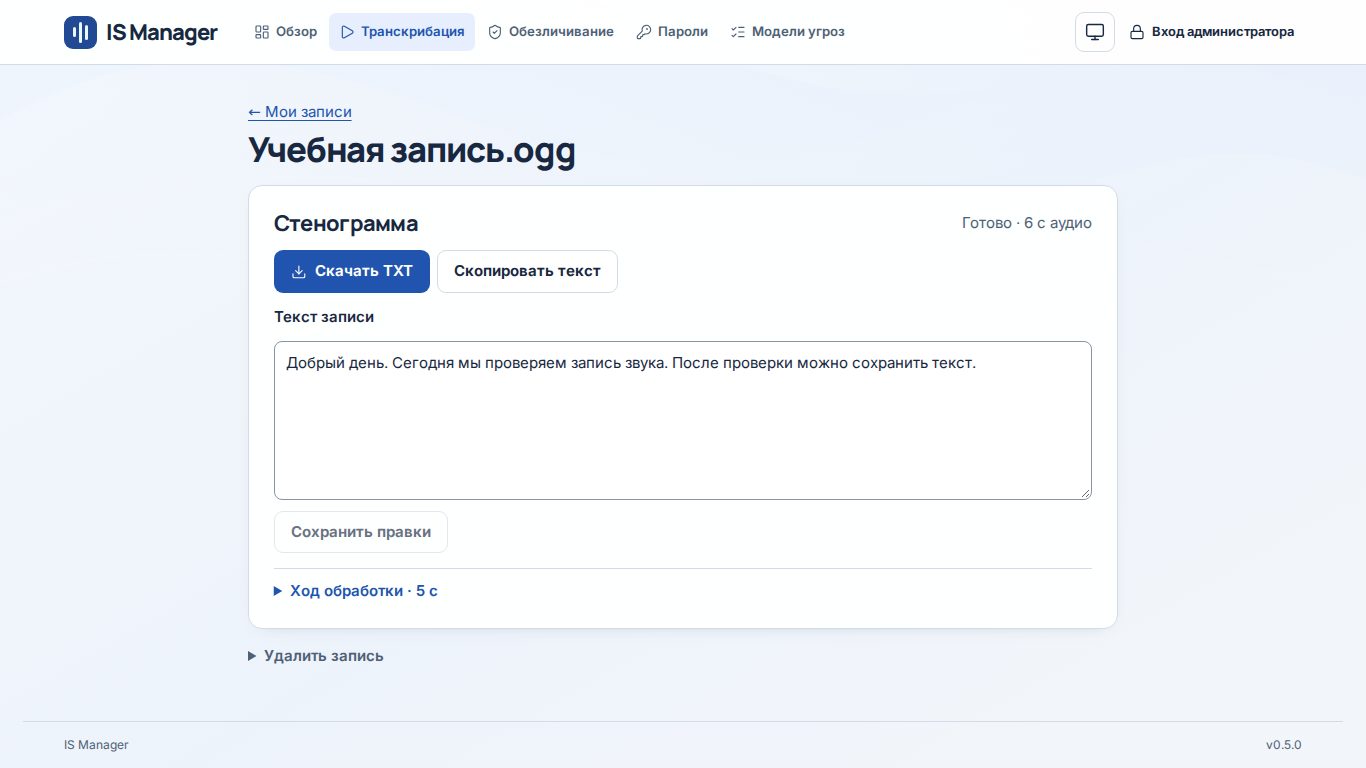 IS Manager
Обзор
Транскрибация
Обезличивание
Пароли
Модели угроз
Вход администратора
← Мои записи
Учебная запись.ogg
Стенограмма
Готово · 6 с аудио
Скачать TXT
Скопировать текст
Текст записи
Добрый день. Сегодня мы проверяем запись звука. После проверки можно сохранить текст.
Сохранить правки
Ход обработки · 5 с
Удалить запись
IS Manager
v0.5.0